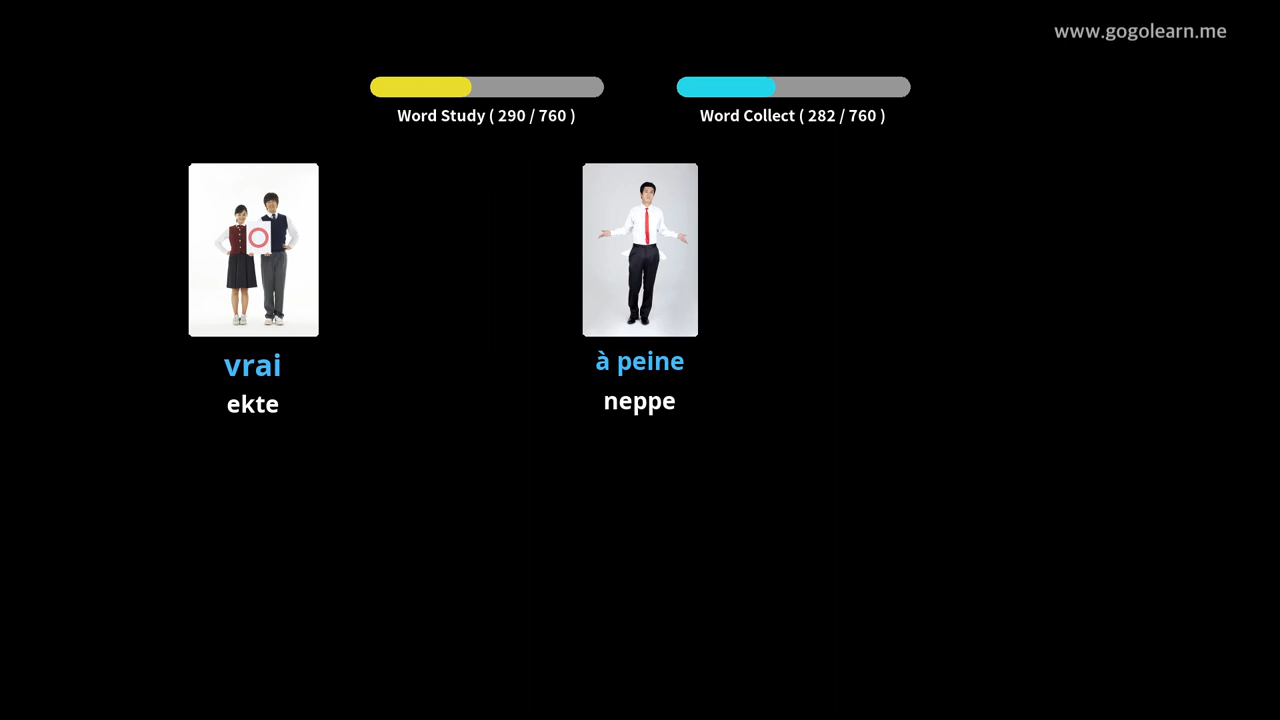 www.gogolearn.me
Word Study ( 290 / 760 )
Word Collect ( 282 / 760 )
vrai
ekte
à peine
neppe